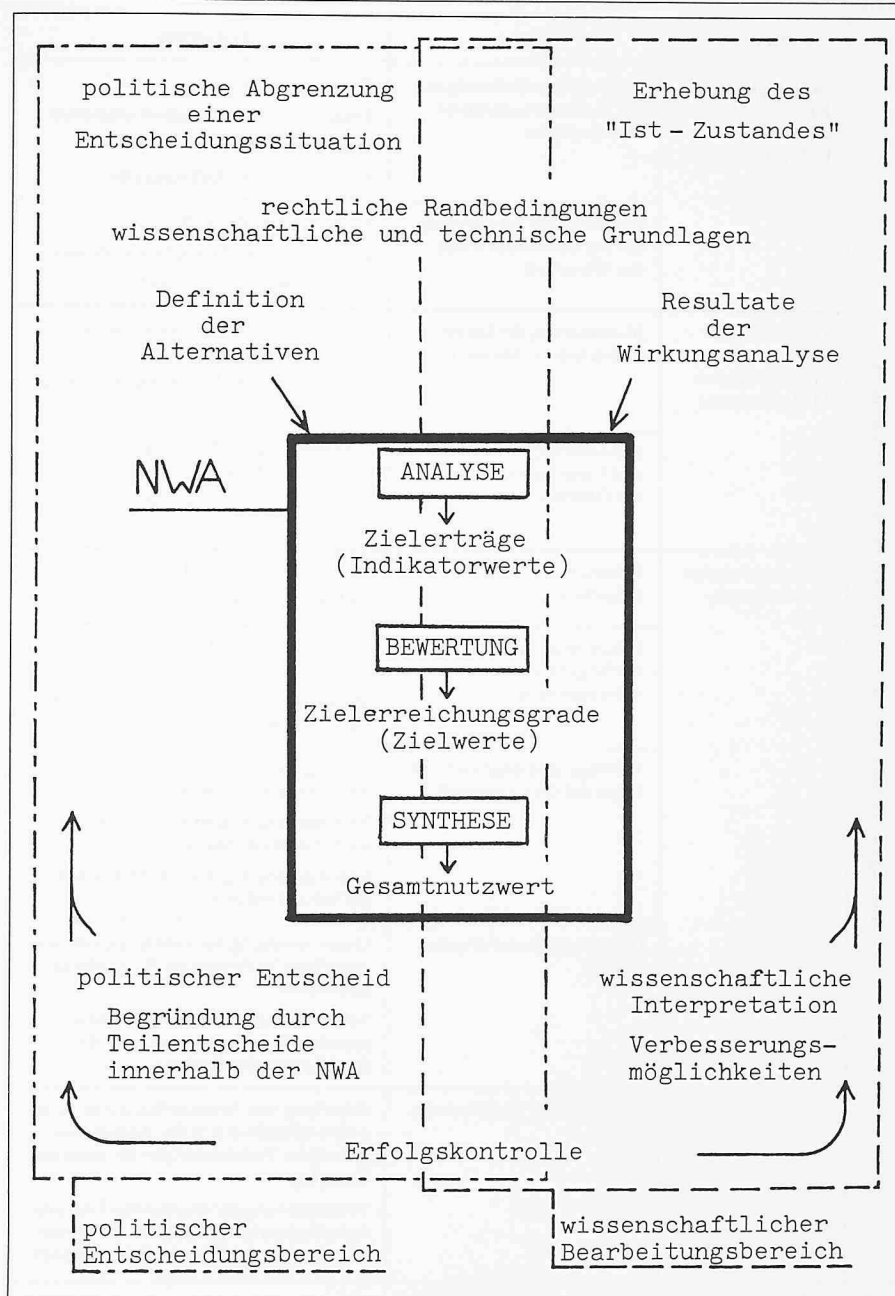 politische Abgrenzung
einer
Entscheidungssituation
Erhebung des
"Ist-Zustandes"
rechtliche Randbedingungen
wissenschaftliche und technische Grundlagen
Definition
der
Alternativen
Resultate
der
Wirkungsanalyse
NWA
ANALYSE
Zielerträge
(Indikatorwerte)
BEWERTUNG
Zielerreichungsgrade
(Zielwerte)
SYNTHESE
Gesamtnutzwert
politischer Entscheid
Begründung durch
Teilentscheide
innerhalb der NWA
wissenschaftliche
Interpretation
Verbesserungs-
möglichkeiten
Erfolgskontrolle
politischer
Entscheidungsbereich
wissenschaftlicher
Bearbeitungsbereich